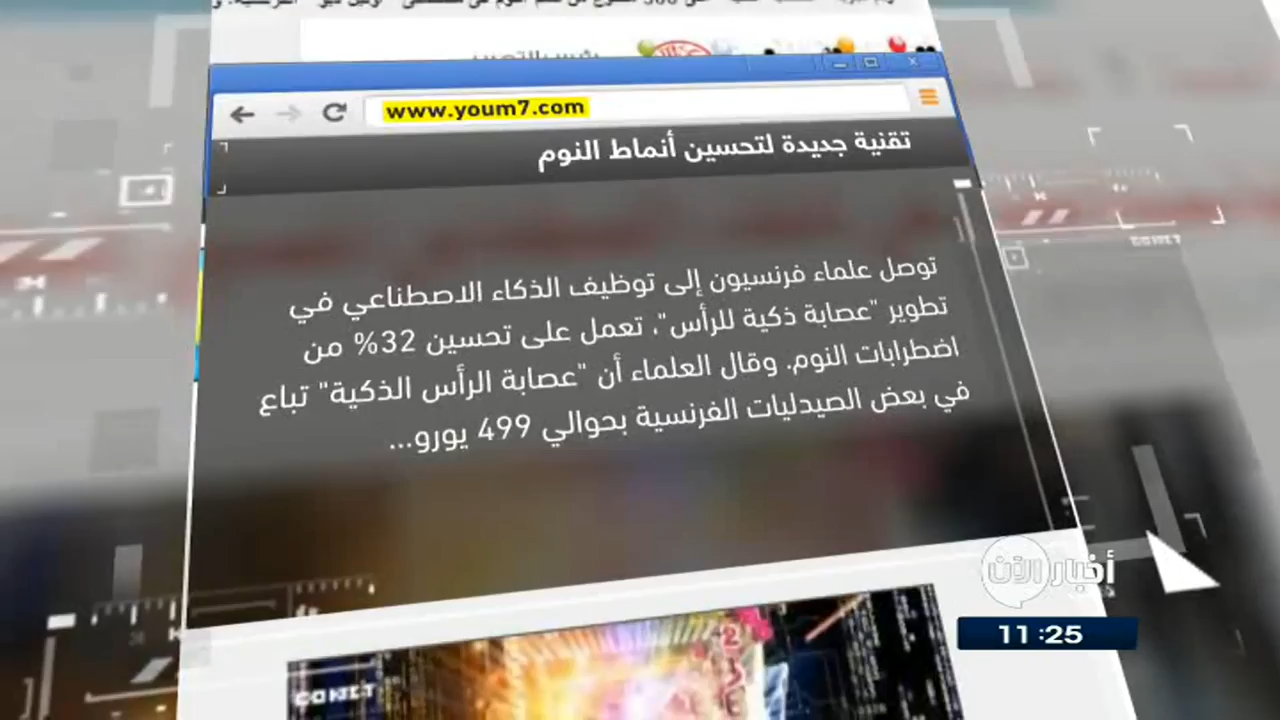 www.youm7.com
تقنية جديدة لتحسين أنماط النوم
توصل علماء فرنسيون إلى توظيف الذكاء الاصطناعي في
تطوير "عصابة ذكية للرأس"، تعمل على تحسين 32% من
اضطرابات النوم. وقال العلماء أن "عصابة الرأس الذكية" تباع
في بعض الصيدليات الفرنسية بحوالي 499 يورو...
أخبار الآن
11:25